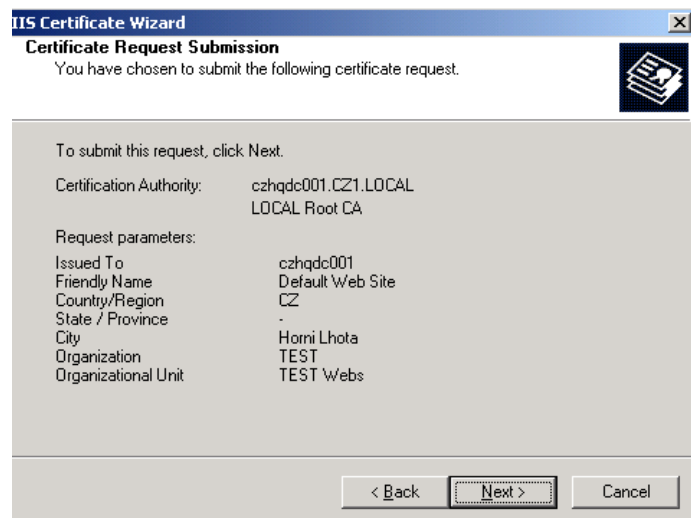 IIS Certificate Wizard
Certificate Request Submission
You have chosen to submit the following certificate request.
To submit this request, click Next.
Certification Authority: czhqdc001.CZ1.LOCAL
LOCAL Root CA
Request parameters:
Issued To czhqdc001
Friendly Name Default Web Site
Country/Region CZ
State / Province -
City Horni Lhota
Organization TEST
Organizational Unit TEST Webs
< Back Next > Cancel